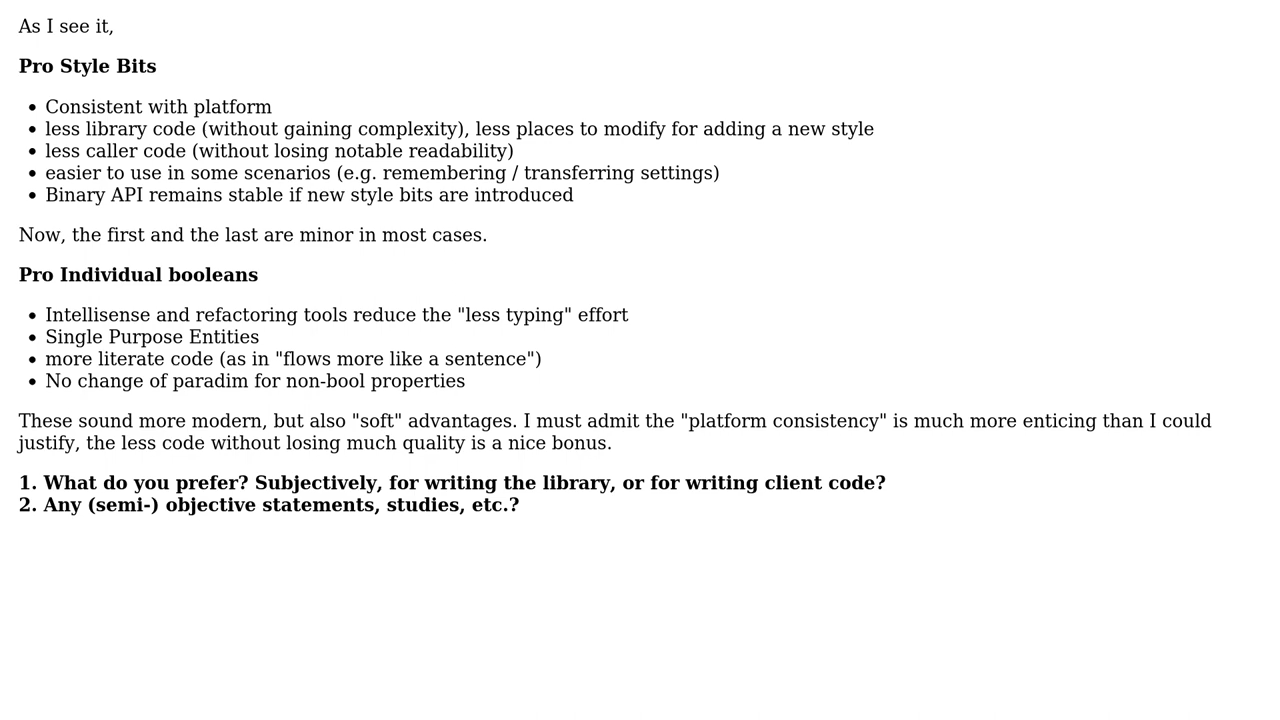 As I see it,
Pro Style Bits
• Consistent with platform
• less library code (without gaining complexity), less places to modify for adding a new style
• less caller code (without losing notable readability)
• easier to use in some scenarios (e.g. remembering / transferring settings)
• Binary API remains stable if new style bits are introduced
Now, the first and the last are minor in most cases.
Pro Individual booleans
• Intellisense and refactoring tools reduce the "less typing" effort
• Single Purpose Entities
• more literate code (as in "flows more like a sentence")
• No change of paradim for non-bool properties
These sound more modern, but also "soft" advantages. I must admit the "platform consistency" is much more enticing than I could
justify, the less code without losing much quality is a nice bonus.
1. What do you prefer? Subjectively, for writing the library, or for writing client code?
2. Any (semi-) objective statements, studies, etc.?